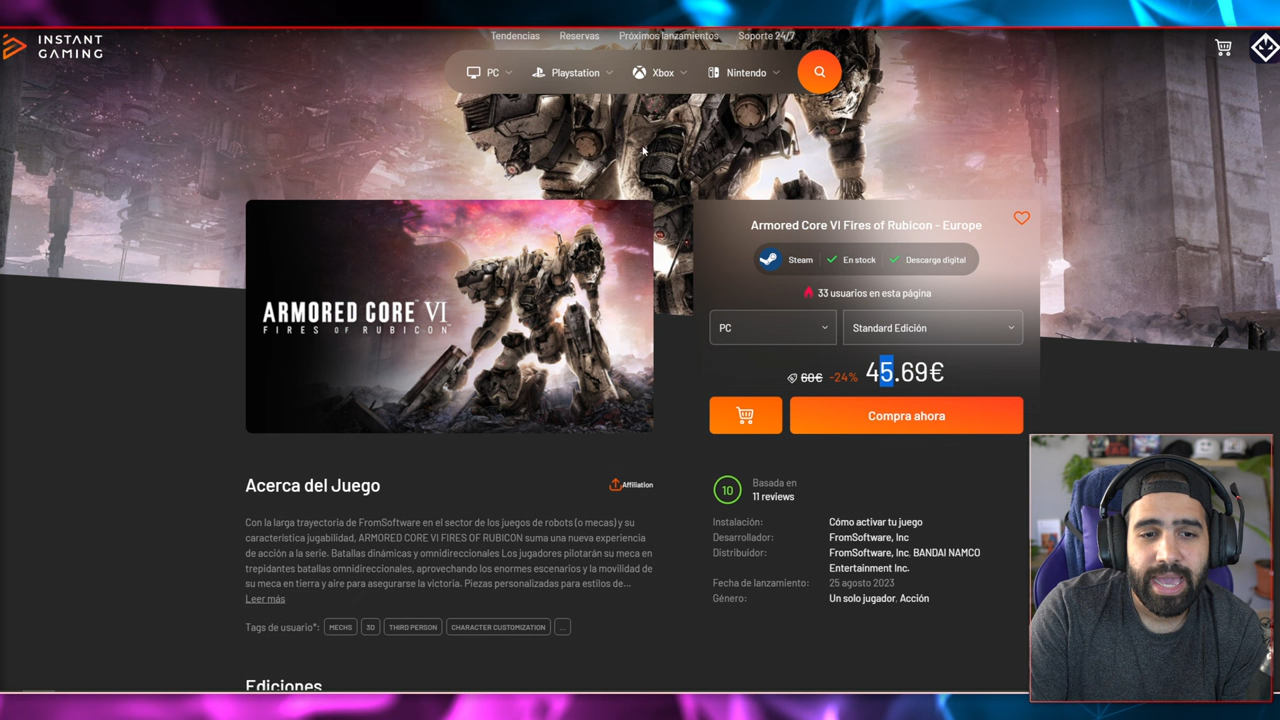 INSTANT
GAMING
Tendencias Reservas Próximos lanzamientos Soporte 24/7
PC Playstation Xbox Nintendo
ARMORED CORE VI
FIRES OF RUBICON
Armored Core VI Fires of Rubicon - Europe
Steam En stock Descarga digital
33 usuarios en esta página
PC Standard Edición
60€ -24% 45.69€
Compra ahora
Acerca del Juego
Affiliation
Con la larga trayectoria de FromSoftware en el sector de los juegos de robots (o mecas) y su
característica jugabilidad, ARMORED CORE VI FIRES OF RUBICON suma una nueva experiencia
de acción a la serie. Batallas dinámicas y omnidireccionales Los jugadores pilotarán su meca en
trepidantes batallas omnidireccionales, aprovechando los enormes escenarios y la movilidad de
su meca en tierra y aire para asegurarse la victoria. Piezas personalizadas para estilos de...
Leer más
Tags de usuario*: MECHS 3D THIRD PERSON CHARACTER CUSTOMIZATION ...
Ediciones
10
Basada en
11 reviews
Instalación: Cómo activar tu juego
Desarrollador: FromSoftware, Inc
Distribuidor: FromSoftware, Inc, BANDAI NAMCO
Entertainment Inc.
Fecha de lanzamiento: 25 agosto 2023
Género: Un solo jugador, Acción